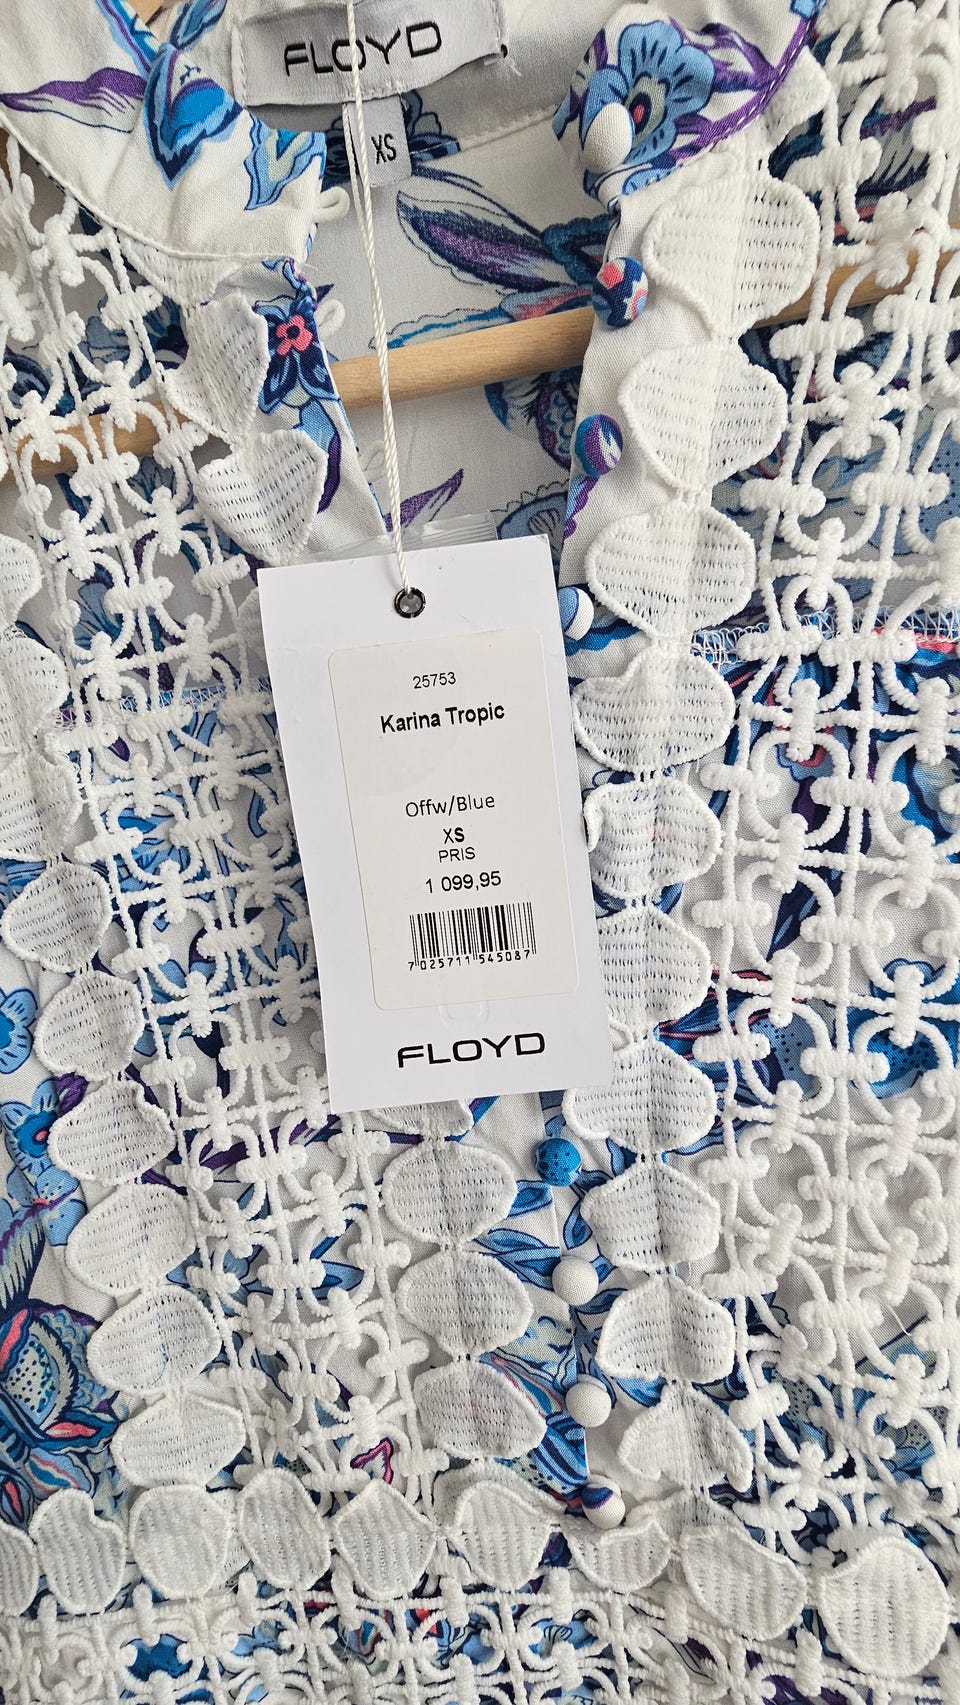 FLOYD
XS
25753
Karina Tropic
Offw/Blue
XS
PRIS
1 099,95
7 025711 545087
FLOYD